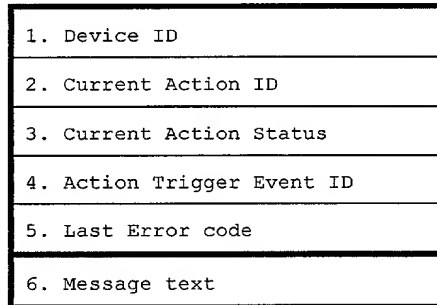 1. Device ID
2. Current Action ID
3. Current Action Status
4. Action Trigger Event ID
5. Last Error code
6. Message text